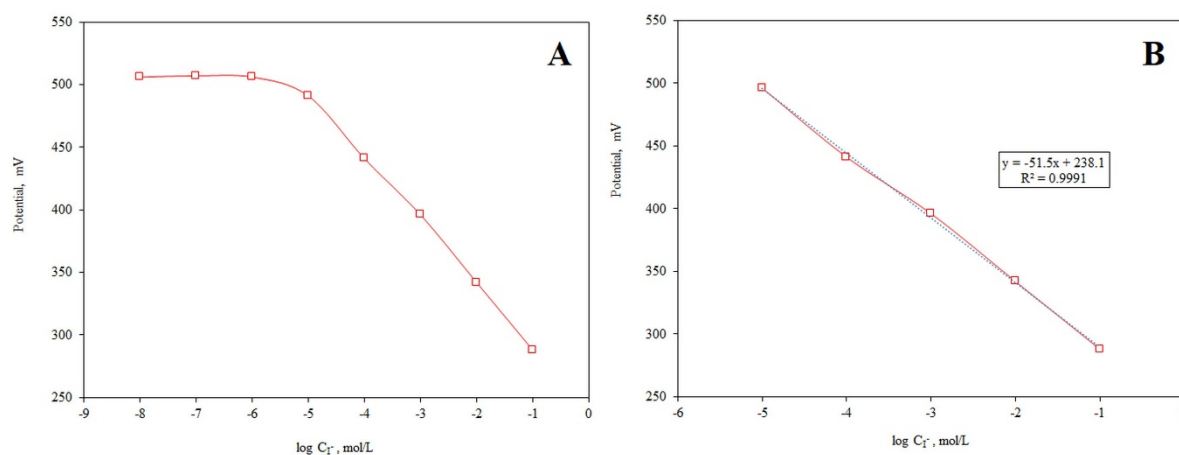 A
550
500
450
400
350
300
250
Potential, mV
-9 -8 -7 -6 -5 -4 -3 -2 -1 0
log C_I⁻ , mol/L
B
550
500
450
400
350
300
250
Potential, mV
y = -51.5x + 238.1
R² = 0.9991
-6 -5 -4 -3 -2 -1
log C_I⁻ , mol/L